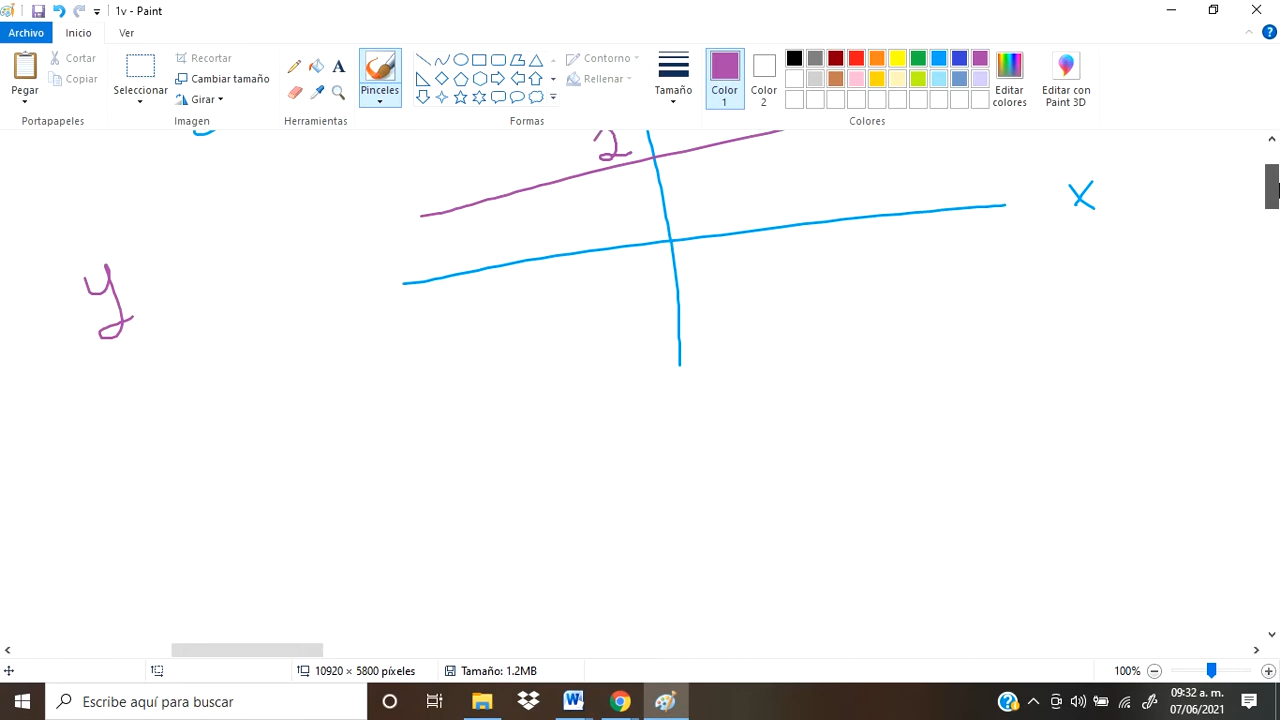 1v - Paint
Archivo
Inicio
Ver
Pegar
Cortar
Copiar
Portapapeles
Seleccionar
Recortar
Cambiar tamaño
Girar
Imagen
A
Herramientas
Pinceles
Contorno
Rellenar
Formas
Tamaño
Color
1
Color
2
Editar
colores
Editar con
Paint 3D
Colores
2
x
y
10920 × 5800 píxeles
Tamaño: 1.2MB
100%
Escribe aquí para buscar
09:32 a. m.
07/06/2021